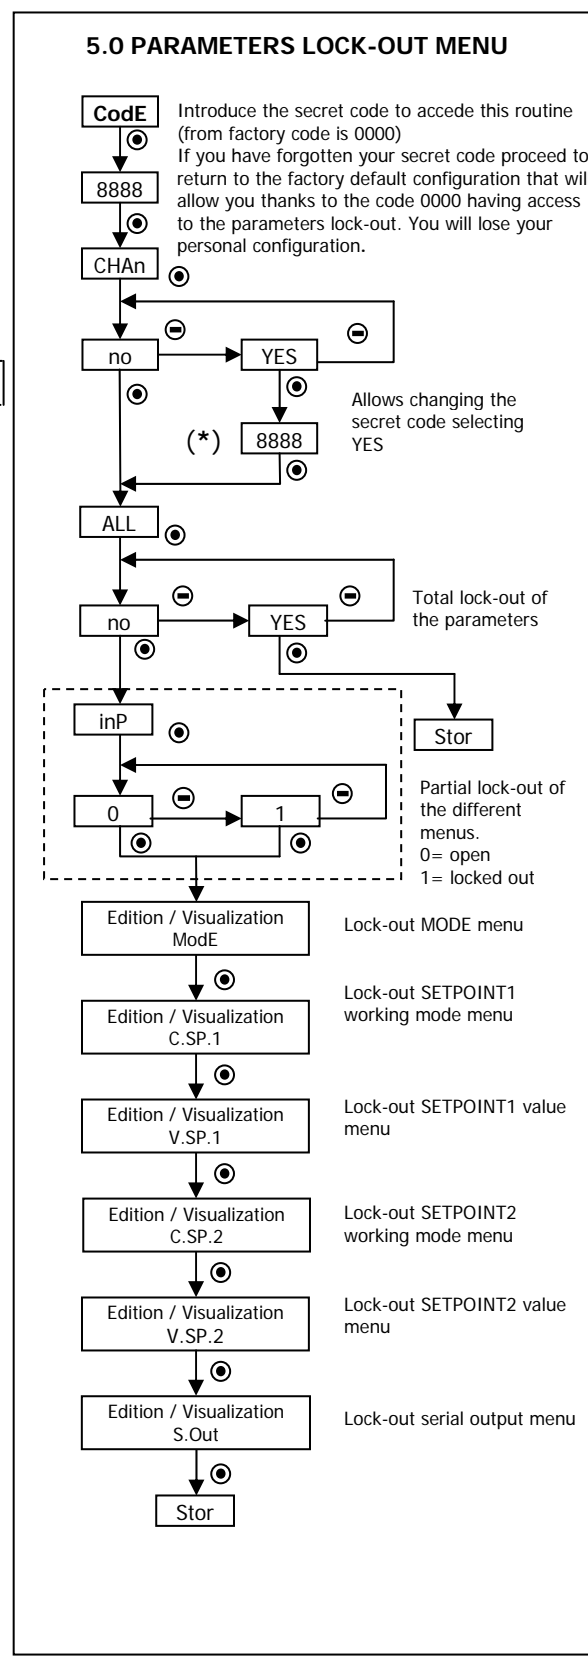 5.0 PARAMETERS LOCK-OUT MENU
CodE
Introduce the secret code to accede this routine
(from factory code is 0000)
If you have forgotten your secret code proceed to
return to the factory default configuration that wil
allow you thanks to the code 0000 having access
to the parameters lock-out. You will lose your
personal configuration.
8888
CHAn
no
YES
Allows changing the
secret code selecting
YES
(*)
8888
ALL
no
YES
Total lock-out of
the parameters
Stor
inP
0
1
Partial lock-out of
the different
menus.
0= open
1= locked out
Edition / Visualization
ModE
Lock-out MODE menu
Edition / Visualization
C.SP.1
Lock-out SETPOINT1
working mode menu
Edition / Visualization
V.SP.1
Lock-out SETPOINT1 value
menu
Edition / Visualization
C.SP.2
Lock-out SETPOINT2
working mode menu
Edition / Visualization
V.SP.2
Lock-out SETPOINT2 value
menu
Edition / Visualization
S.Out
Lock-out serial output menu
Stor